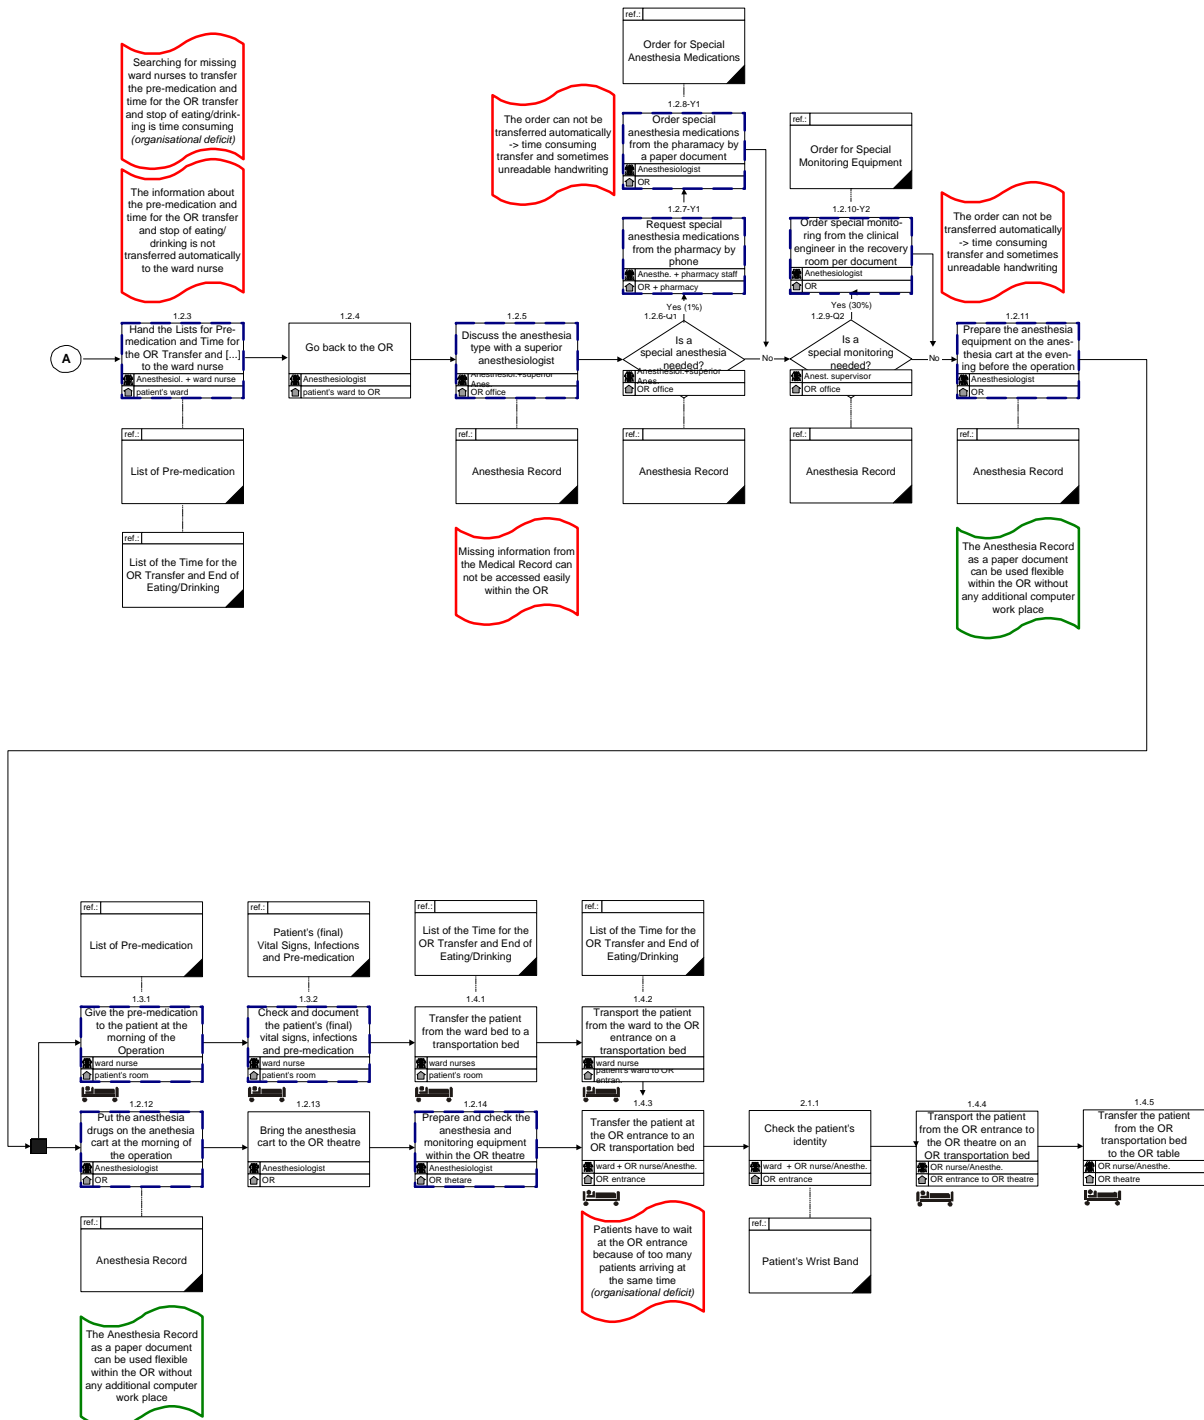 ref.:
Order for Special
Anesthesia Medications
Searching for missing
ward nurses to transfer
the pre-medication and
time for the OR transfer
and stop of eating/drink-
ing is time consuming
(organisational deficit)
The order can not be
transferred automatically
-> time consuming
transfer and sometimes
unreadable handwriting
1.2.8-Y1
Order special
anesthesia medications
from the pharamacy by
a paper document
Anesthesiologist
OR
ref.:
Order for Special
Monitoring Equipment
The information about
the pre-medication and
time for the OR transfer
and stop of eating/
drinking is not
transferred automatically
to the ward nurse
1.2.7-Y1
Request special
anesthesia medications
from the pharmacy by
phone
Anesthe. + pharmacy staff
OR + pharmacy
1.2.10-Y2
Order special monito-
ring from the clinical
engineer in the recovery
room per document
Anethesiologist
OR
The order can not be
transferred automatically
-> time consuming
transfer and sometimes
unreadable handwriting
A
1.2.3
Hand the Lists for Pre-
medication and Time for
the OR Transfer and [...]
to the ward nurse
Anesthesiol. + ward nurse
patient's ward
1.2.4
Go back to the OR
Anesthesiologist
patient's ward to OR
1.2.5
Discuss the anesthesia
type with a superior
anesthesiologist
Anesthesiol.+superior
Anes.
OR office
Yes (1%)
1.2.6-Q1
Is a
special anesthesia
needed?
Anesthesiol.+superior
Anes.
OR office
No
Yes (30%)
1.2.9-Q2
Is a
special monitoring
needed?
Anest. supervisor
OR office
No
1.2.11
Prepare the anesthesia
equipment on the anes-
thesia cart at the even-
ing before the operation
Anesthesiologist
OR
ref.:
List of Pre-medication
ref.:
Anesthesia Record
ref.:
Anesthesia Record
ref.:
Anesthesia Record
ref.:
Anesthesia Record
ref.:
List of the Time for the
OR Transfer and End of
Eating/Drinking
Missing information from
the Medical Record can
not be accessed easily
within the OR
The Anesthesia Record
as a paper document
can be used flexible
within the OR without
any additional computer
work place
ref.:
List of Pre-medication
ref.:
Patient's (final)
Vital Signs, Infections
and Pre-medication
ref.:
List of the Time for the
OR Transfer and End of
Eating/Drinking
ref.:
List of the Time for the
OR Transfer and End of
Eating/Drinking
1.3.1
Give the pre-medication
to the patient at the
morning of the
Operation
ward nurse
patient's room
1.3.2
Check and document
the patient's (final)
vital signs, infections
and pre-medication
ward nurse
patient's room
1.4.1
Transfer the patient
from the ward bed to a
transportation bed
ward nurses
patient's room
1.4.2
Transport the patient
from the ward to the OR
entrance on a
transportation bed
ward nurse
patient's ward to OR
entran.
1.2.12
Put the anesthesia
drugs on the anethesia
cart at the morning of
the operation
Anesthesiologist
OR
1.2.13
Bring the anesthesia
cart to the OR theatre
Anesthesiologist
OR
1.2.14
Prepare and check the
anesthesia and
monitoring equipment
within the OR theatre
Anesthesiologist
OR thetare
1.4.3
Transfer the patient at
the OR entrance to an
OR transportation bed
ward + OR nurse/Anesthe.
OR entrance
2.1.1
Check the patient's
identity
ward + OR nurse/Anesthe.
OR entrance
1.4.4
Transport the patient
from the OR entrance to
the OR theatre on an
OR transportation bed
OR nurse/Anesthe.
OR entrance to OR theatre
1.4.5
Transfer the patient
from the OR
transportation bed
to the OR table
OR nurse/Anesthe.
OR theatre
ref.:
Anesthesia Record
Patients have to wait
at the OR entrance
because of too many
patients arriving at
the same time
(organisational deficit)
ref.:
Patient's Wrist Band
The Anesthesia Record
as a paper document
can be used flexible
within the OR without
any additional computer
work place